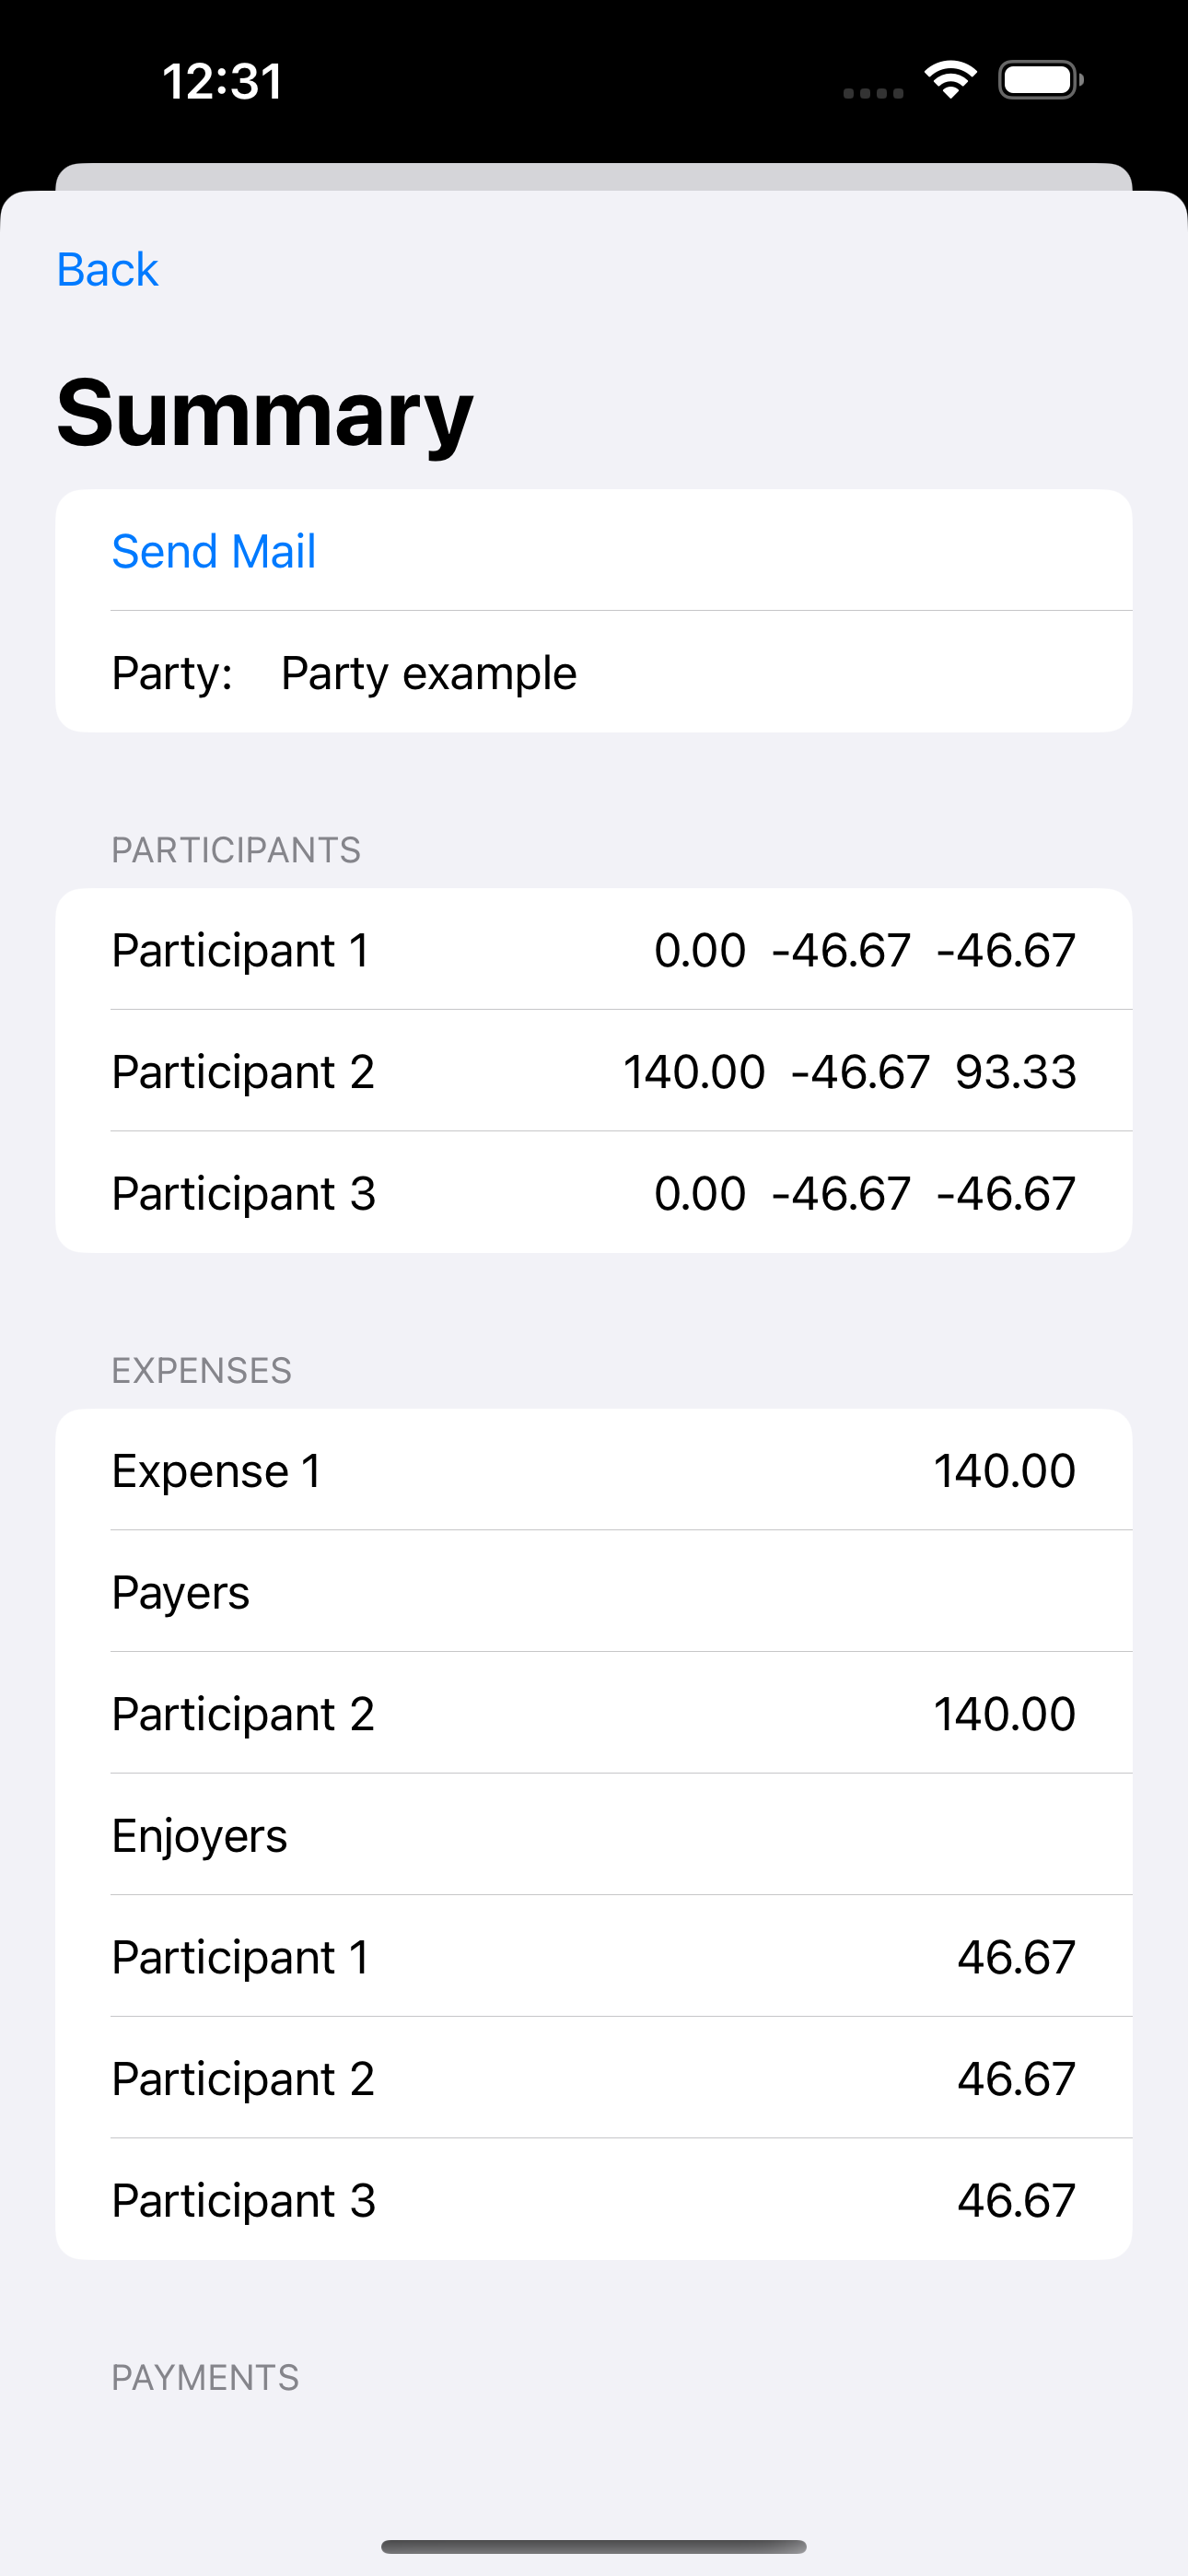 12:31
Back
Summary
Send Mail
Party: Party example
PARTICIPANTS
Participant 1 0.00 -46.67 -46.67
Participant 2 140.00 -46.67 93.33
Participant 3 0.00 -46.67 -46.67
EXPENSES
Expense 1 140.00
Payers
Participant 2 140.00
Enjoyers
Participant 1 46.67
Participant 2 46.67
Participant 3 46.67
PAYMENTS